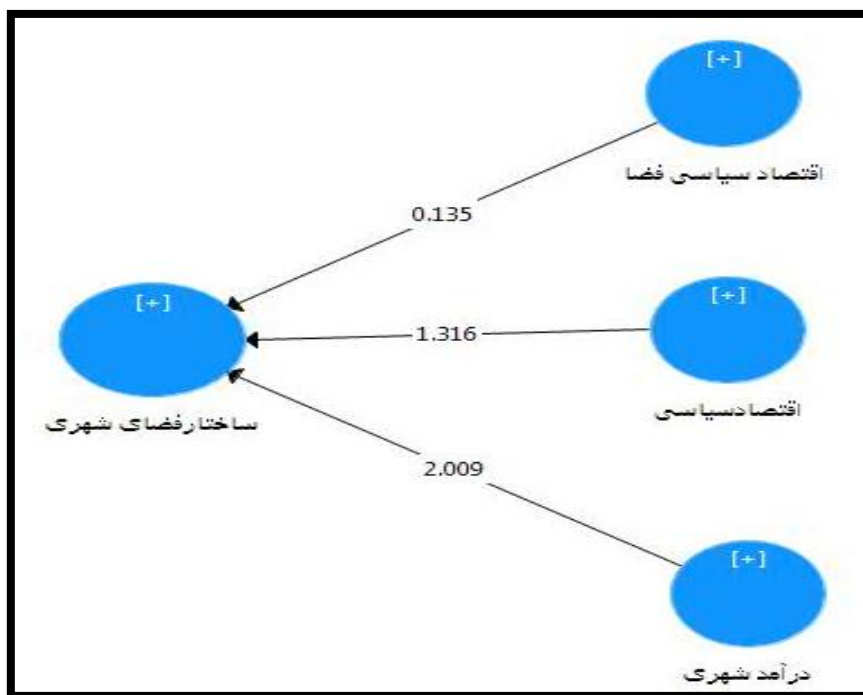 [+]
اقتصاد سیاسی فضا
0.135
[+]
[+]
1.316
اقتصادسیاسی
ساختارفضای شهری
2.009
[+]
درآمد شهری